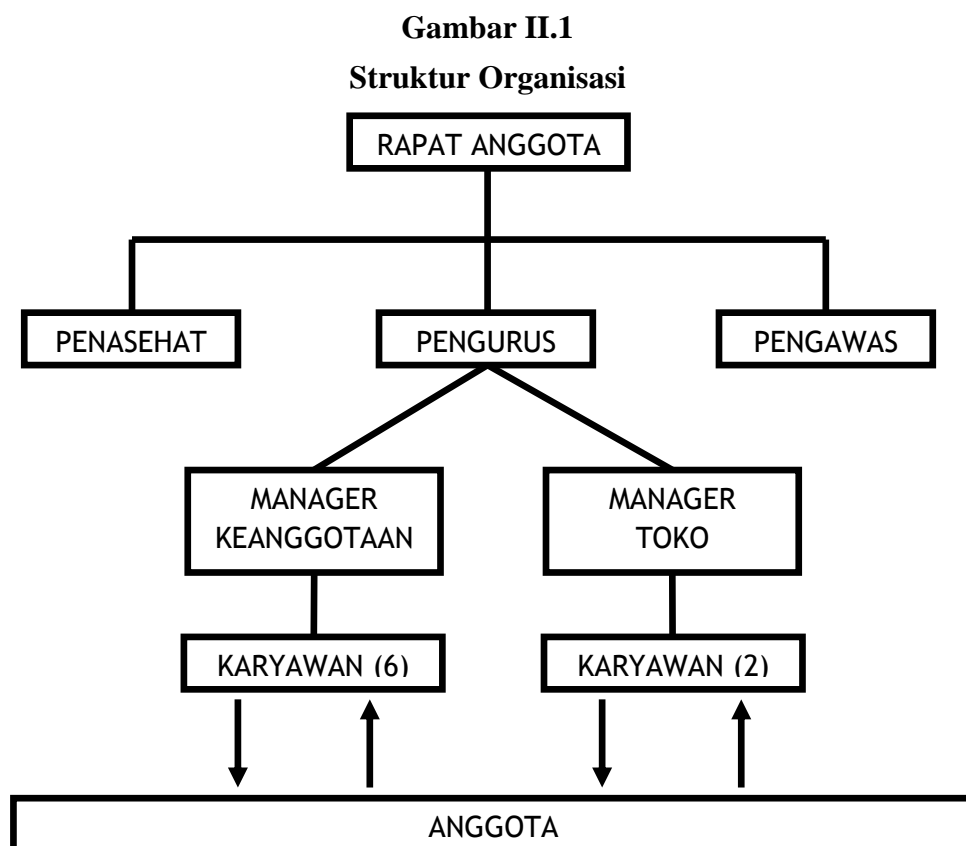 Gambar II.1
Struktur Organisasi
RAPAT ANGGOTA
PENASEHAT
PENGURUS
PENGAWAS
MANAGER
KEANGGOTAAN
MANAGER
TOKO
KARYAWAN (6)
KARYAWAN (2)
ANGGOTA